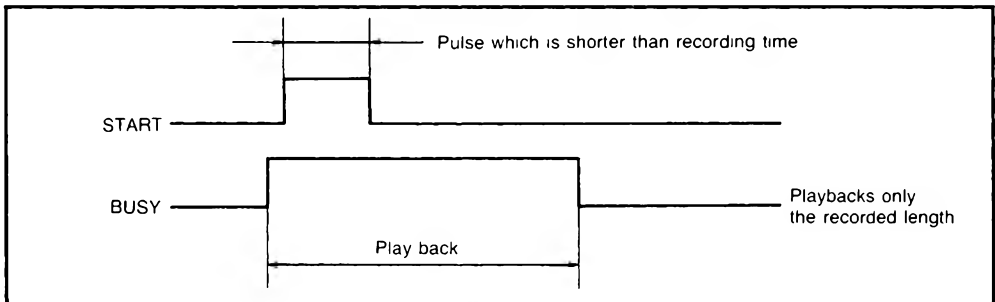 Pulse which is shorter than recording time
START
BUSY
Playbacks only
the recorded length
Play back